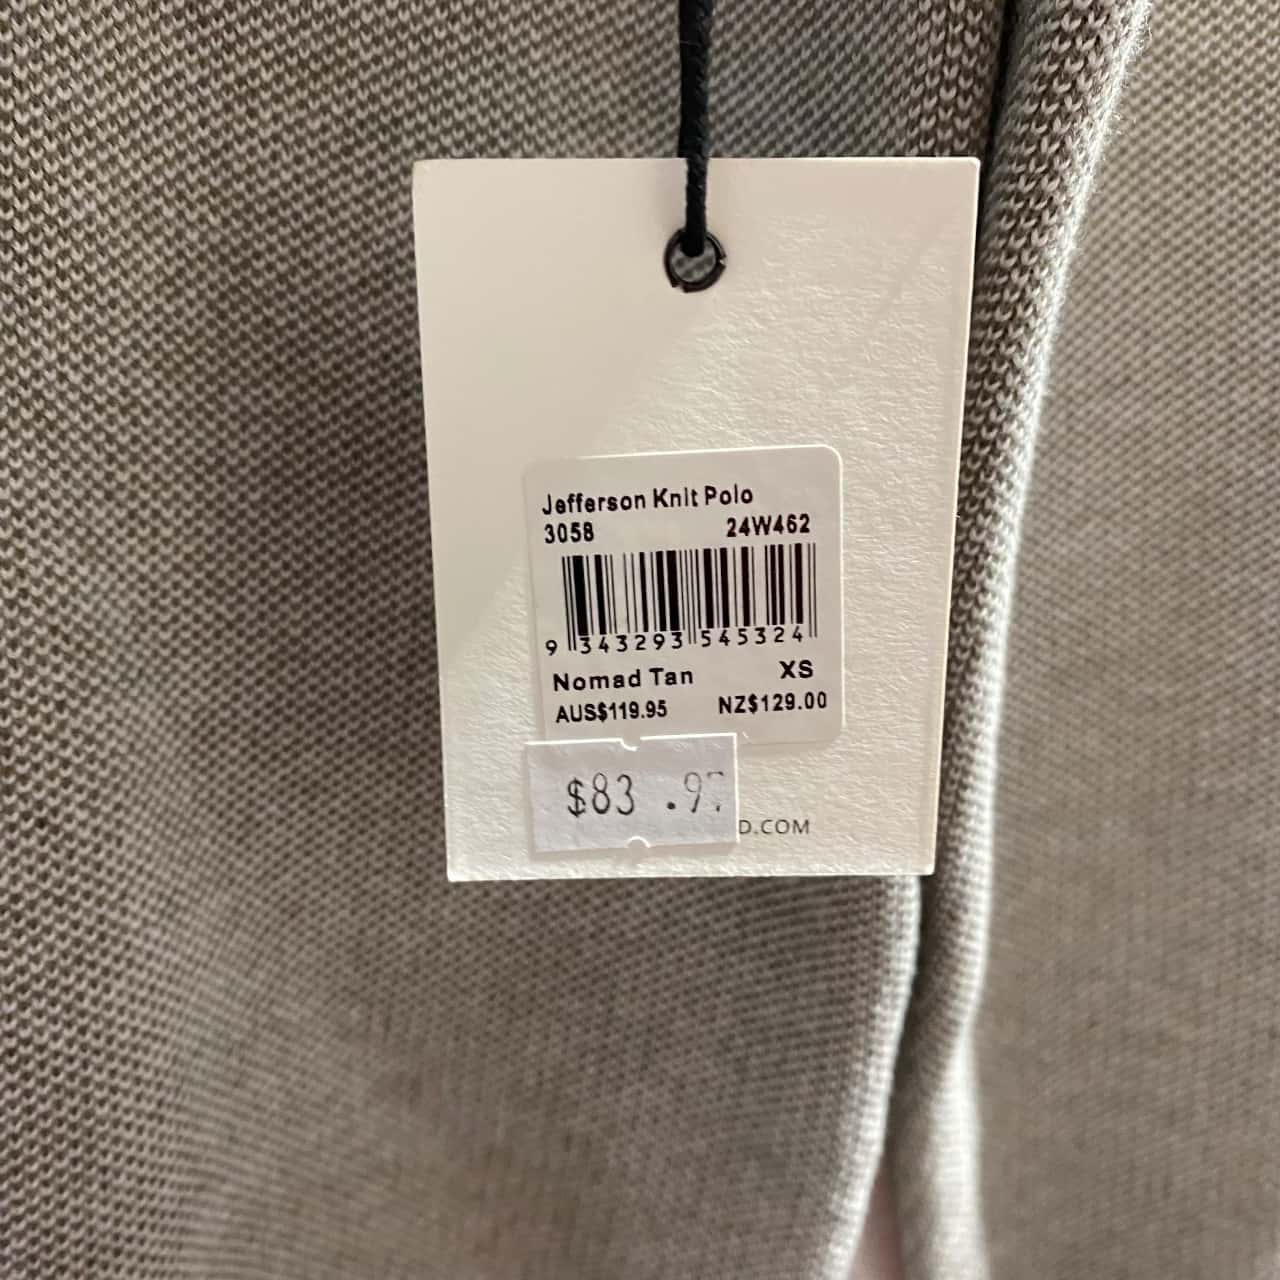 Jefferson Knit Polo
3058 24W462
9 343293 545324
Nomad Tan XS
AUS$119.95 NZ$129.00
$83 .97
D.COM